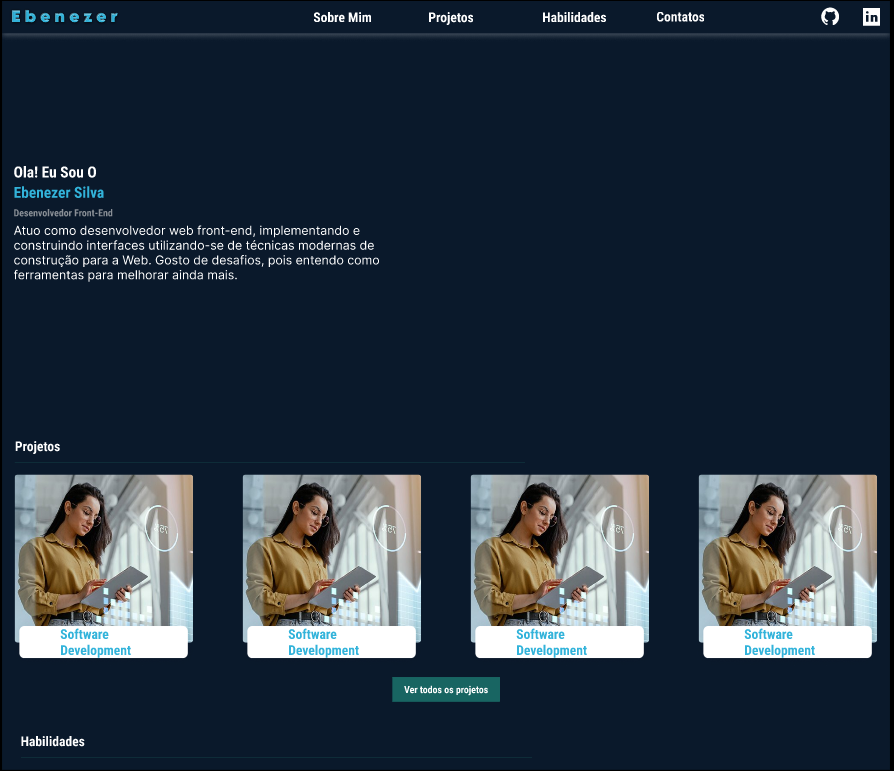 Ebenezer
Sobre Mim
Projetos
Habilidades
Contatos
in
Ola! Eu Sou O
Ebenezer Silva
Desenvolvedor Front-End
Atuo como desenvolvedor web front-end, implementando e
construindo interfaces utilizando-se de técnicas modernas de
construção para a Web. Gosto de desafios, pois entendo como
ferramentas para melhorar ainda mais.
Projetos
Software
Development
Software
Development
Software
Development
Software
Development
Ver todos os projetos
Habilidades